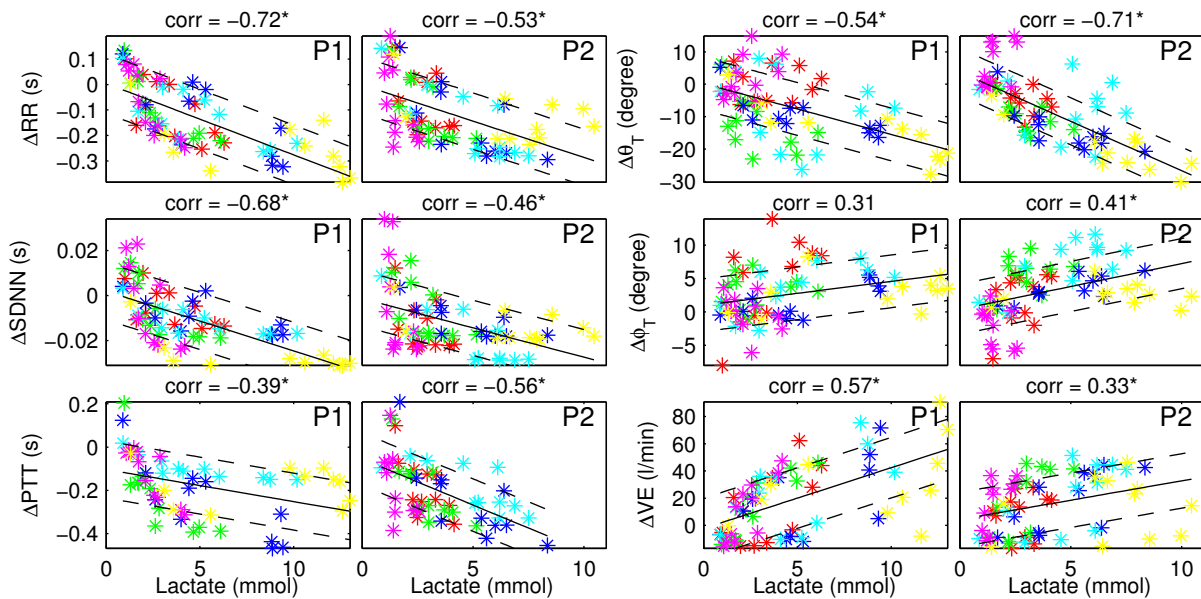 corr = −0.72*
corr = −0.53*
corr = −0.54*
corr = −0.71*
ΔRR (s)
0.1
0
−0.1
−0.2
−0.3
P1
P2
Δθ_T (degree)
10
0
−10
−20
−30
P1
P2
corr = −0.68*
corr = −0.46*
corr = 0.31
corr = 0.41*
ΔSDNN (s)
0.02
0
−0.02
P1
P2
Δϕ_T (degree)
10
5
0
−5
P1
P2
corr = −0.39*
corr = −0.56*
corr = 0.57*
corr = 0.33*
ΔPTT (s)
0.2
0
−0.2
−0.4
P1
P2
ΔVE (l/min)
80
60
40
20
0
P1
P2
0 5 10
0 5 10
0 5 10
0 5 10
Lactate (mmol)
Lactate (mmol)
Lactate (mmol)
Lactate (mmol)